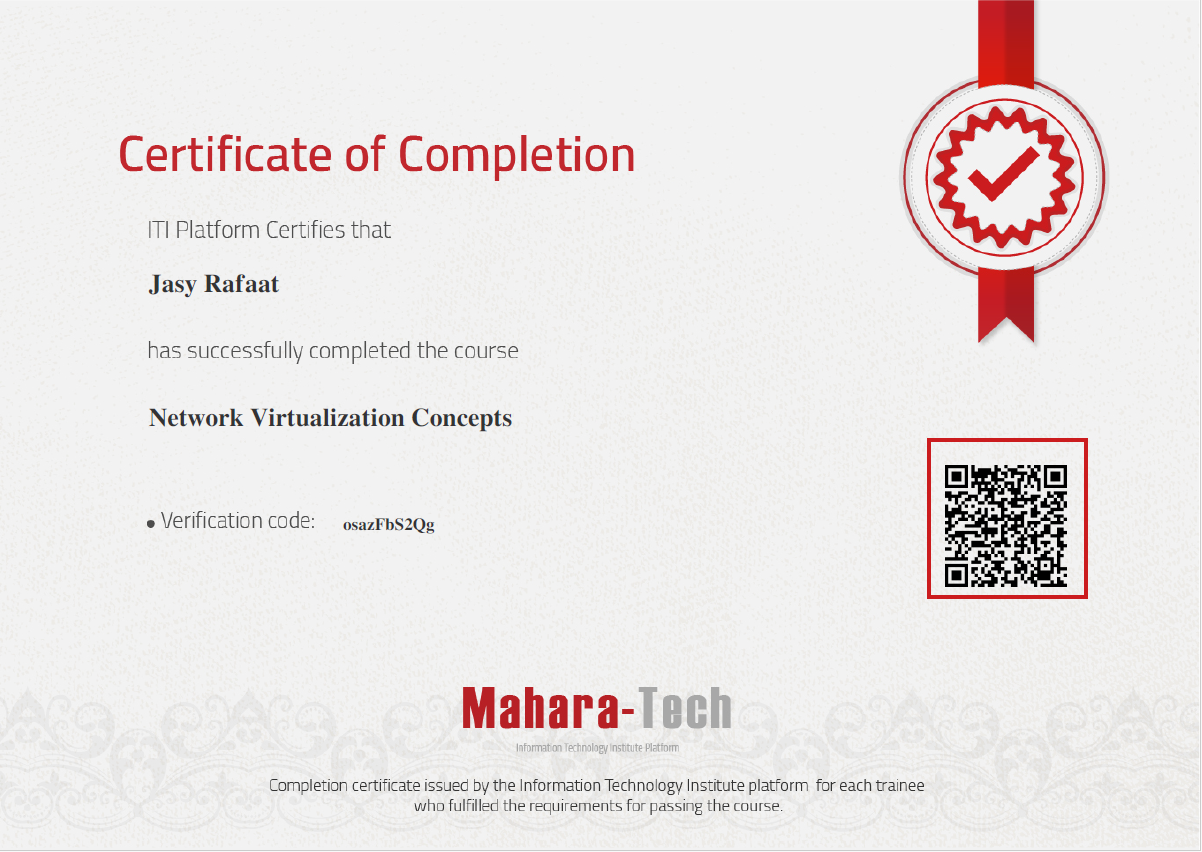 Certificate of Completion
ITI Platform Certifies that
Jasy Rafaat
has successfully completed the course
Network Virtualization Concepts
• Verification code: osazFbS2Qg
Mahara-Tech
Information Technology Institute Platform
Completion certificate issued by the Information Technology Institute platform for each trainee
who fulfilled the requirements for passing the course.